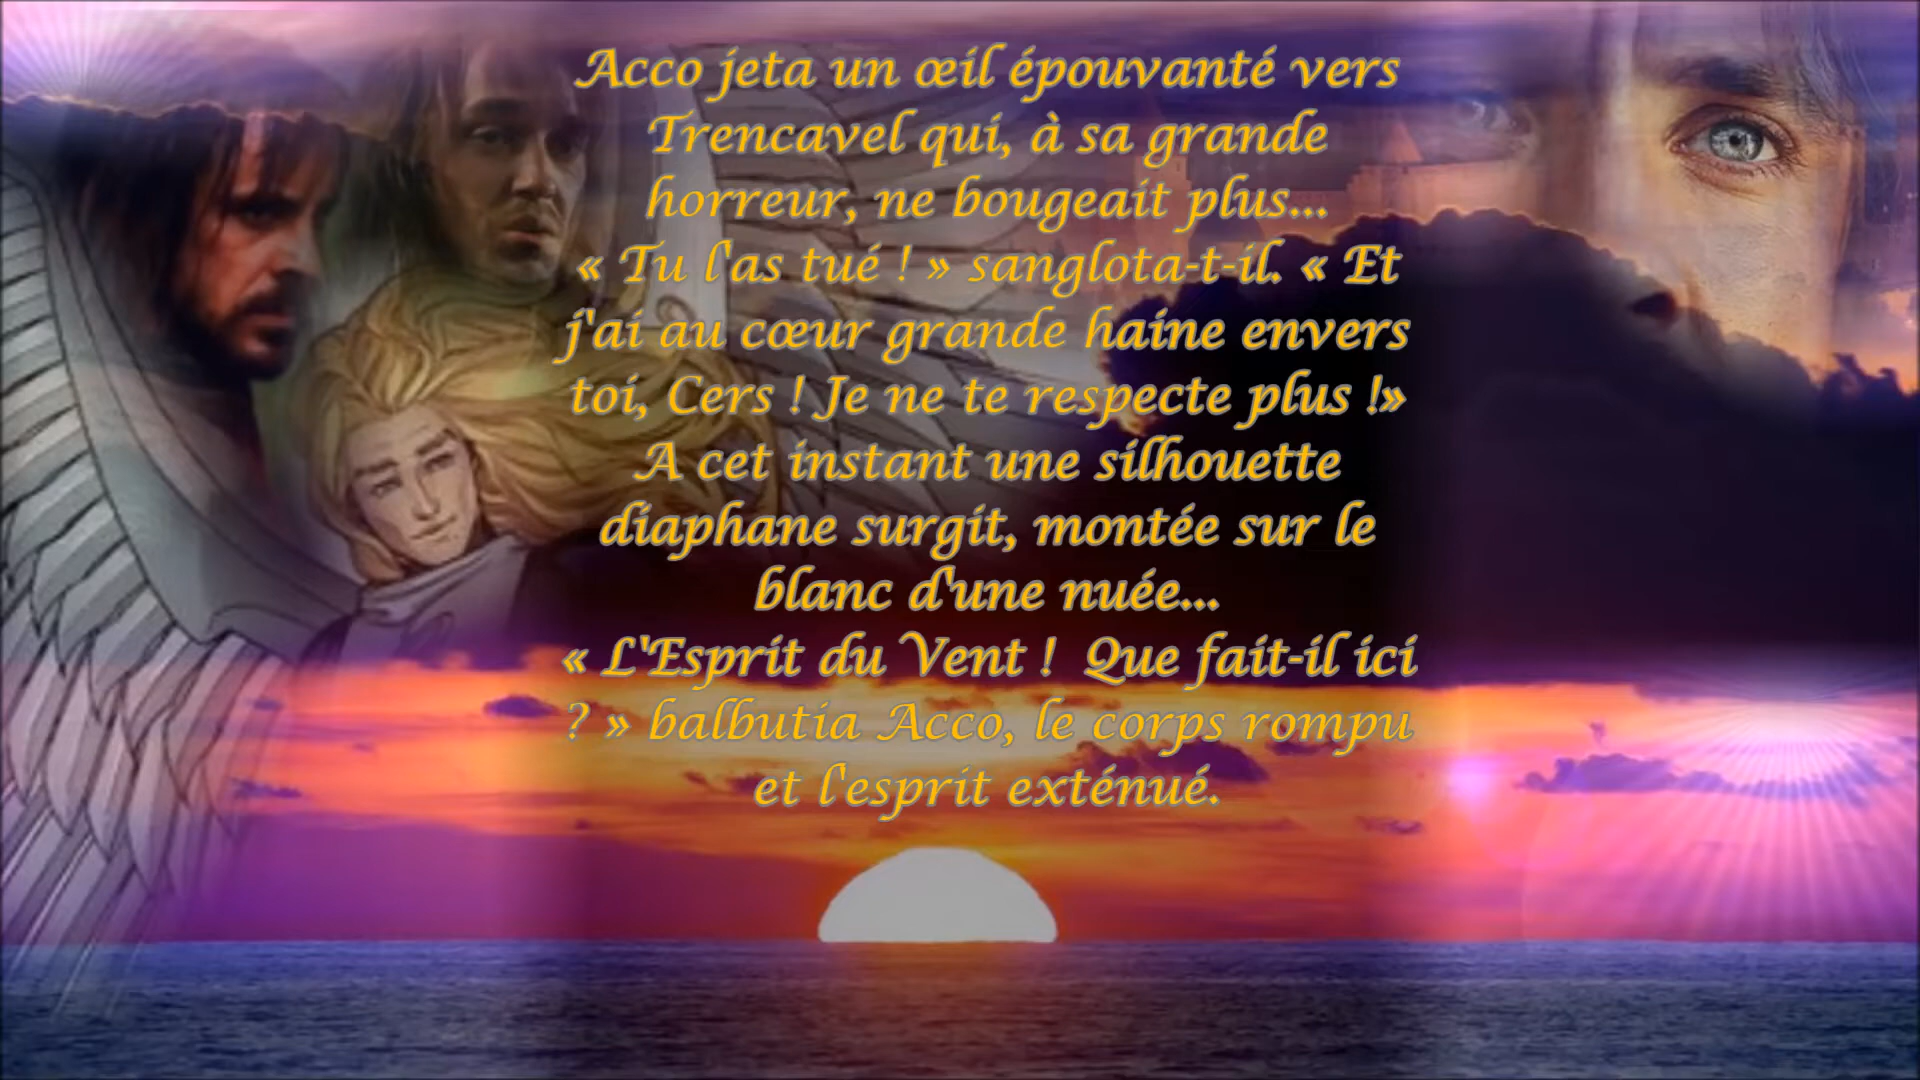 Acco jeta un œil épouvanté vers
Trencavel qui, à sa grande
horreur, ne bougeait plus...
« Tu l'as tué ! » sanglota-t-il. « Et
j'ai au cœur grande haine envers
toi, Cers ! Je ne te respecte plus !»
A cet instant une silhouette
diaphane surgit, montée sur le
blanc d'une nuée...
« L'Esprit du Vent !  Que fait-il ici
? » balbutia Acco, le corps rompu
et l'esprit exténué.